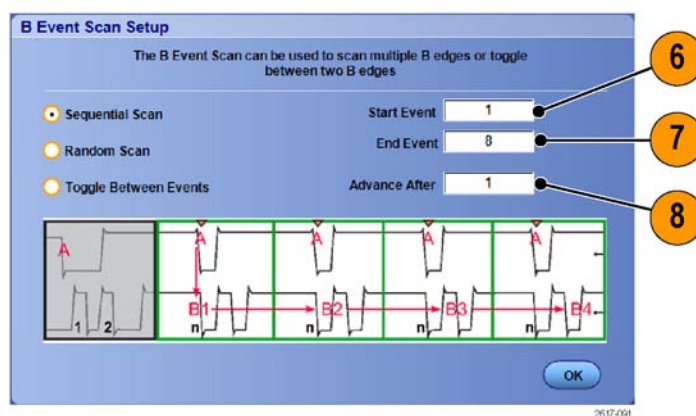 B Event Scan Setup
The B Event Scan can be used to scan multiple B edges or toggle
between two B edges
Sequential Scan
Random Scan
Toggle Between Events
Start Event 1
End Event 8
Advance After 1
6
7
8
A A A A A
B1 B2 B3 B4
1 2 n n n n
OK
2617-091